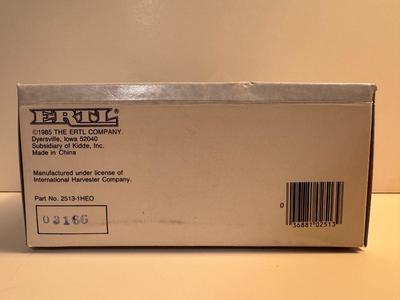 ERTL
©1985 THE ERTL COMPANY.
Dyersville, Iowa 52040
Subsidiary of Kidde, Inc.
Made in China
Manufactured under license of
International Harvester Company.
Part No. 2513-1HEO
03186
0
36881 02513